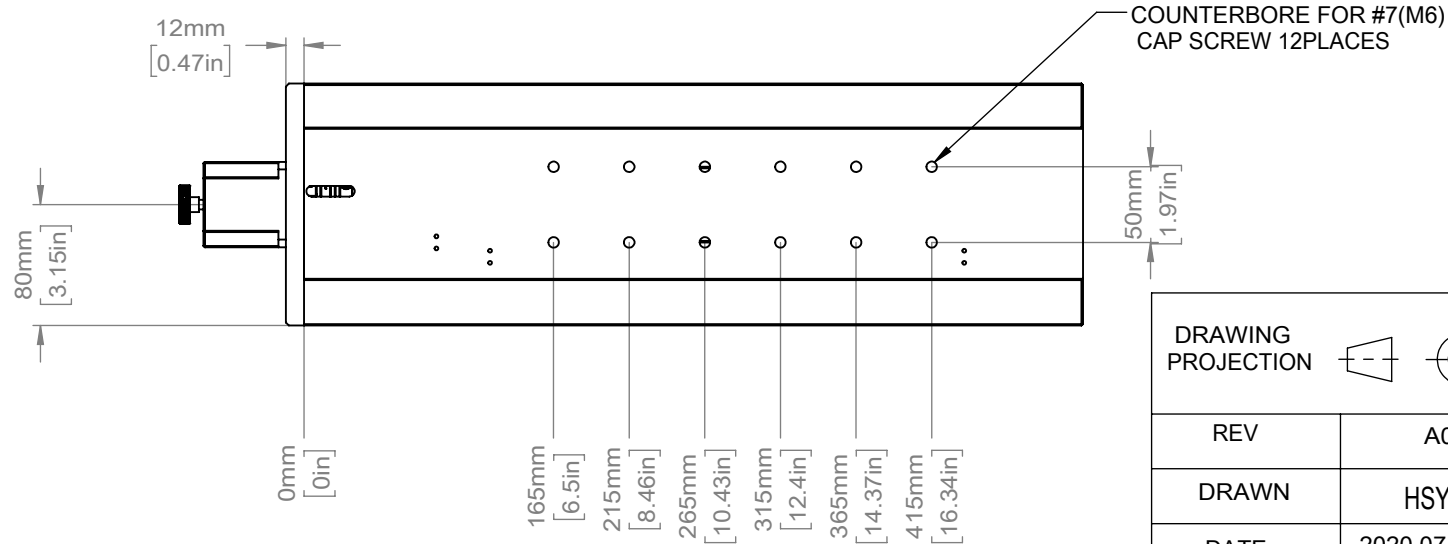 12mm
[0.47in]
COUNTERBORE FOR #7(M6)
CAP SCREW 12PLACES
80mm
[3.15in]
50mm
[1.97in]
0mm
[0in]
165mm
[6.5in]
215mm
[8.46in]
265mm
[10.43in]
315mm
[12.4in]
365mm
[14.37in]
415mm
[16.34in]
DRAWING
PROJECTION
REV
DRAWN
HSY